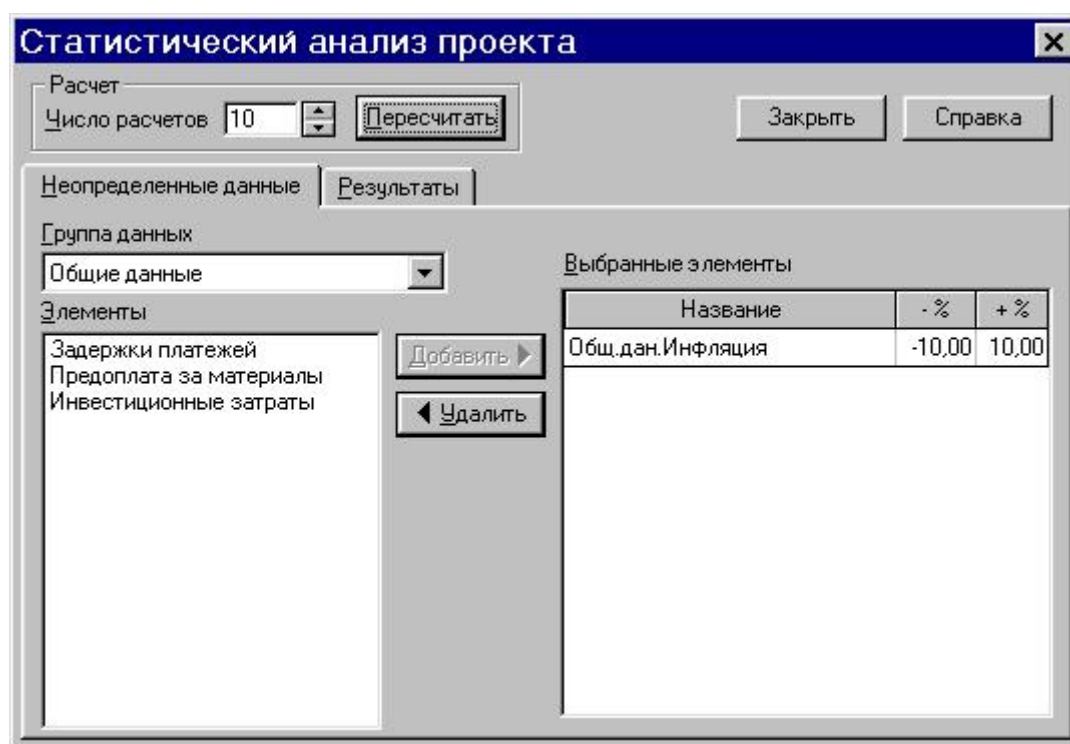 Статистический анализ проекта
Расчет
Число расчетов 10 Пересчитать Закрыть Справка
Неопределенные данные Результаты
Группа данных
Общие данные
Выбранные элементы
Элементы
Название - % + %
Общ.дан.Инфляция -10,00 10,00
Задержки платежей
Предоплата за материалы
Инвестиционные затраты
Добавить
Удалить